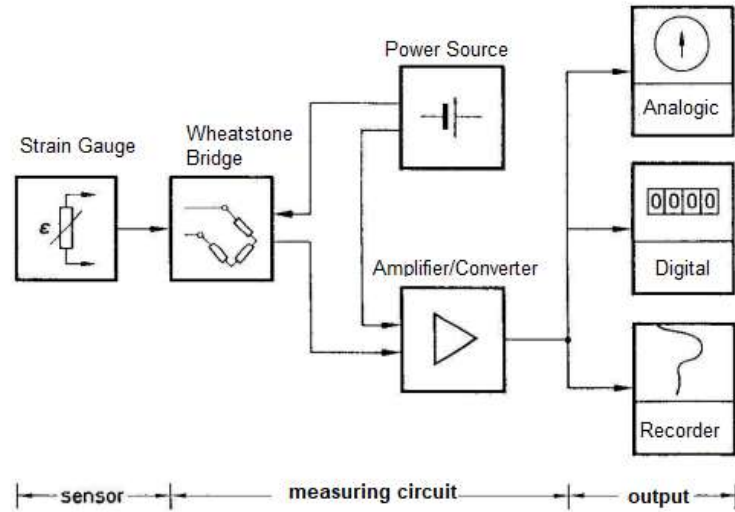 Power Source
Analogic
Strain Gauge
Wheatstone
Bridge
ε
0000
Digital
Amplifier/Converter
Recorder
sensor
measuring circuit
output